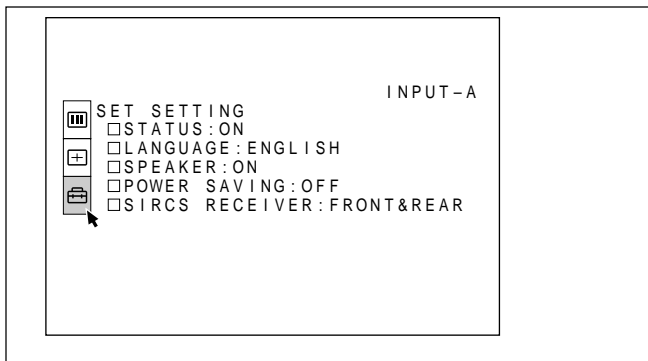 INPUT–A
SET SETTING
□STATUS:ON
□LANGUAGE:ENGLISH
□SPEAKER:ON
□POWER SAVING:OFF
□SIRCS RECEIVER:FRONT&REAR